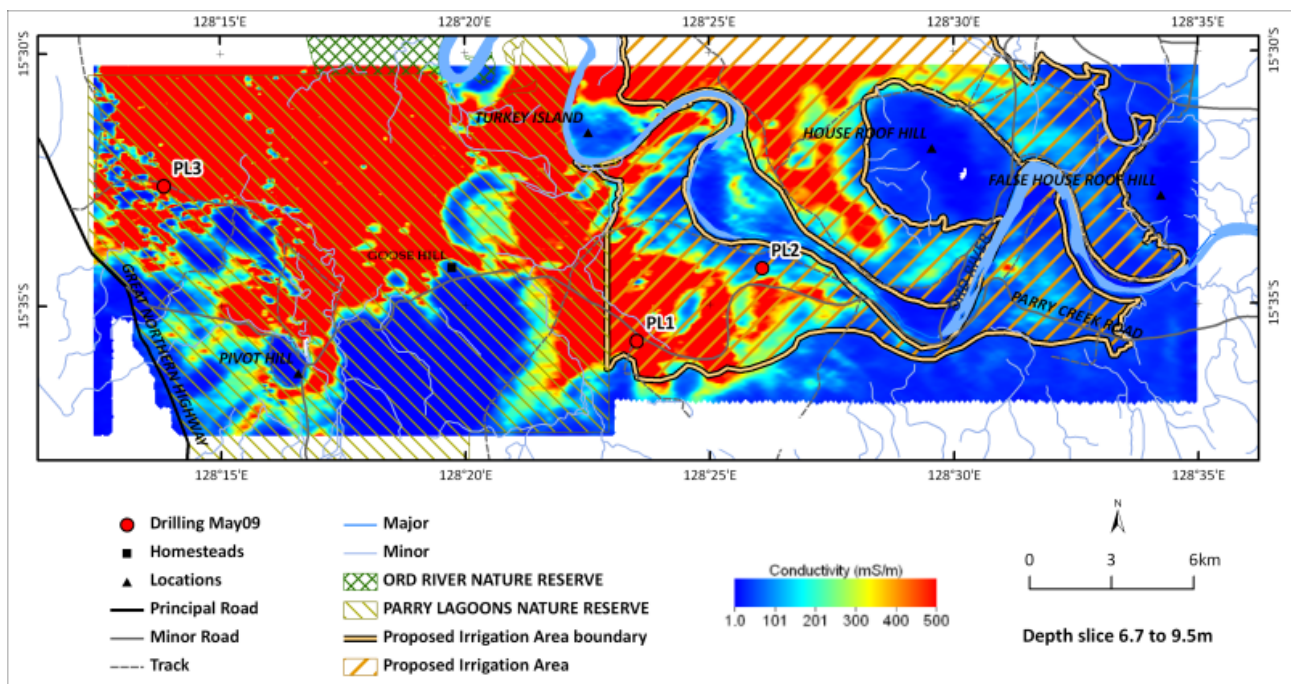 128°15'E 128°20'E 128°25'E 128°30'E 128°35'E
15°30'S 15°30'S
TURKEY ISLAND
HOUSE ROOF HILL
PL3
FALSE HOUSE ROOF HILL
GOOSE HILL
PL2
ORD RIVER
GREAT NORTHERN HIGHWAY
15°35'S 15°35'S
PARRY CREEK ROAD
PL1
PIVOT HILL
128°15'E 128°20'E 128°25'E 128°30'E 128°35'E
Drilling May09
Homesteads
Locations
Principal Road
Minor Road
Track
Major
Minor
ORD RIVER NATURE RESERVE
PARRY LAGOONS NATURE RESERVE
Proposed Irrigation Area boundary
Proposed Irrigation Area
Conductivity (mS/m)
1.0 101 201 300 400 500
N
0 3 6km
Depth slice 6.7 to 9.5m